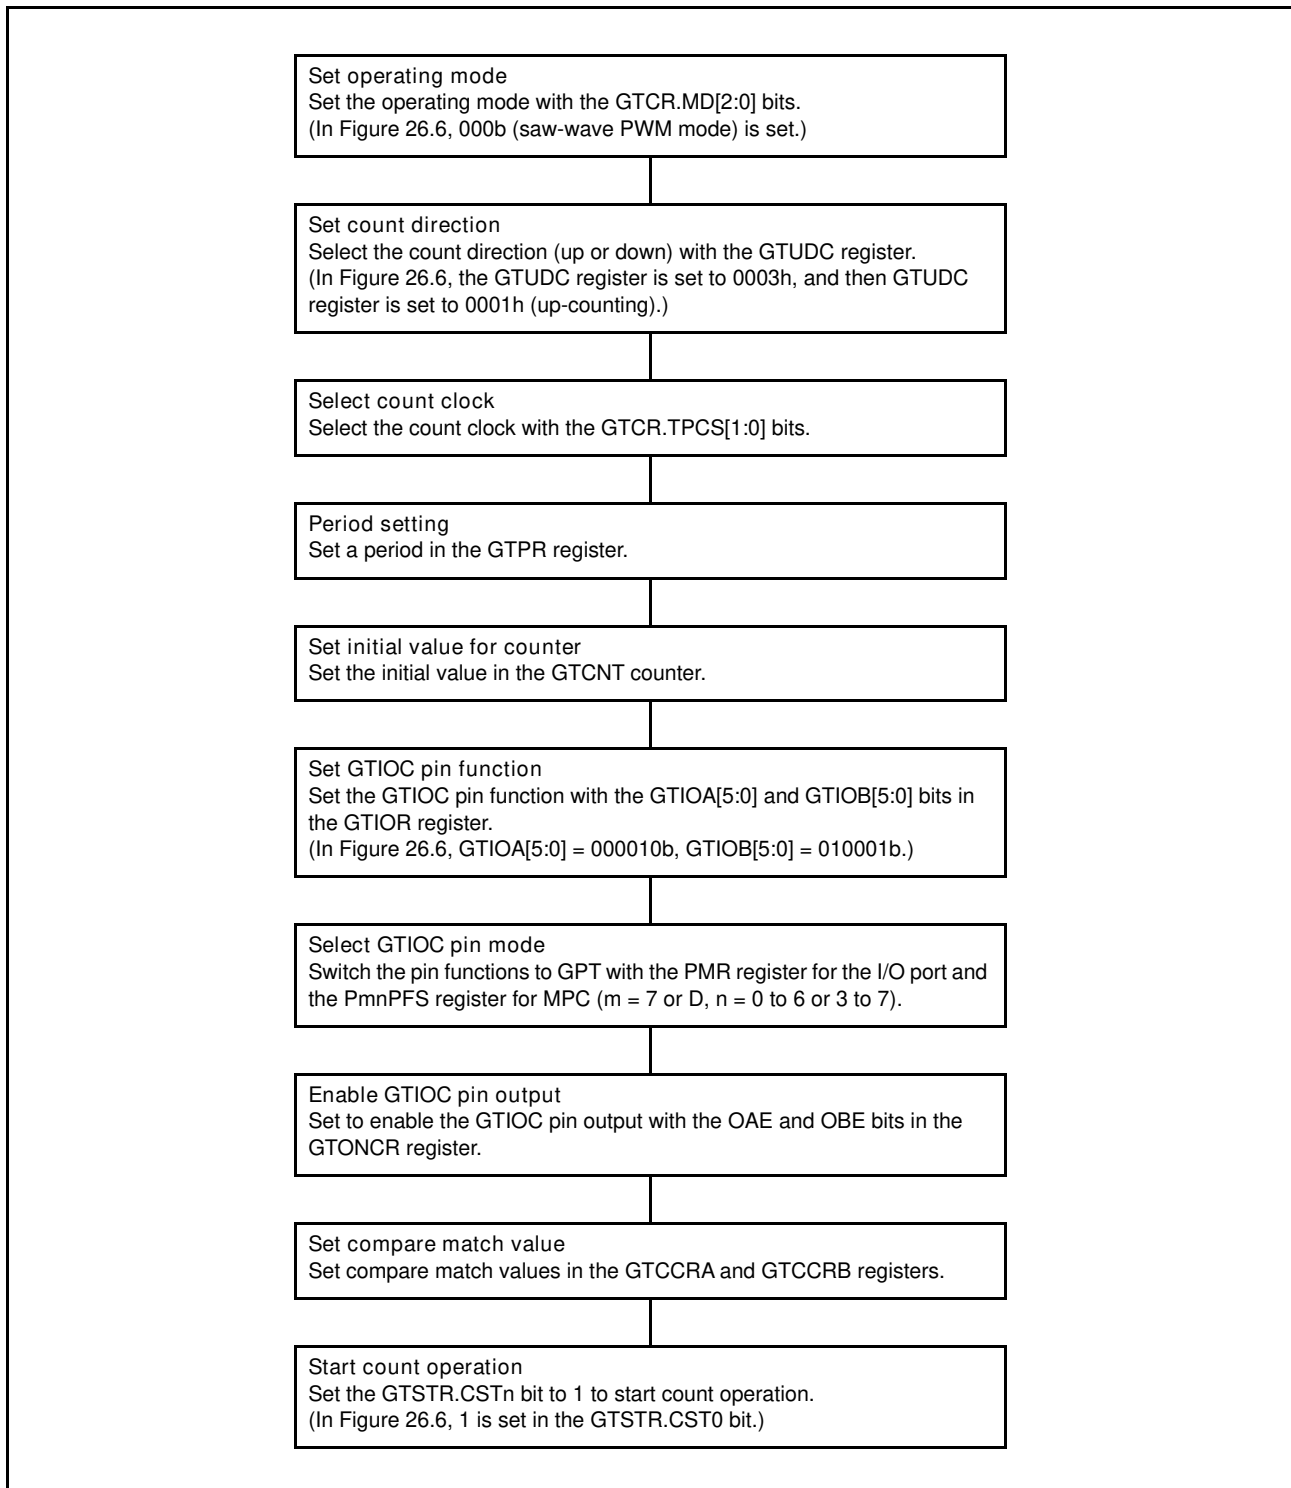 Set operating mode
Set the operating mode with the GTCR.MD[2:0] bits.
(In Figure 26.6, 000b (saw-wave PWM mode) is set.)
Set count direction
Select the count direction (up or down) with the GTUDC register.
(In Figure 26.6, the GTUDC register is set to 0003h, and then GTUDC
register is set to 0001h (up-counting).)
Select count clock
Select the count clock with the GTCR.TPCS[1:0] bits.
Period setting
Set a period in the GTPR register.
Set initial value for counter
Set the initial value in the GTCNT counter.
Set GTIOC pin function
Set the GTIOC pin function with the GTIOA[5:0] and GTIOB[5:0] bits in
the GTIOR register.
(In Figure 26.6, GTIOA[5:0] = 000010b, GTIOB[5:0] = 010001b.)
Select GTIOC pin mode
Switch the pin functions to GPT with the PMR register for the I/O port and
the PmnPFS register for MPC (m = 7 or D, n = 0 to 6 or 3 to 7).
Enable GTIOC pin output
Set to enable the GTIOC pin output with the OAE and OBE bits in the
GTONCR register.
Set compare match value
Set compare match values in the GTCCRA and GTCCRB registers.
Start count operation
Set the GTSTR.CSTn bit to 1 to start count operation.
(In Figure 26.6, 1 is set in the GTSTR.CST0 bit.)